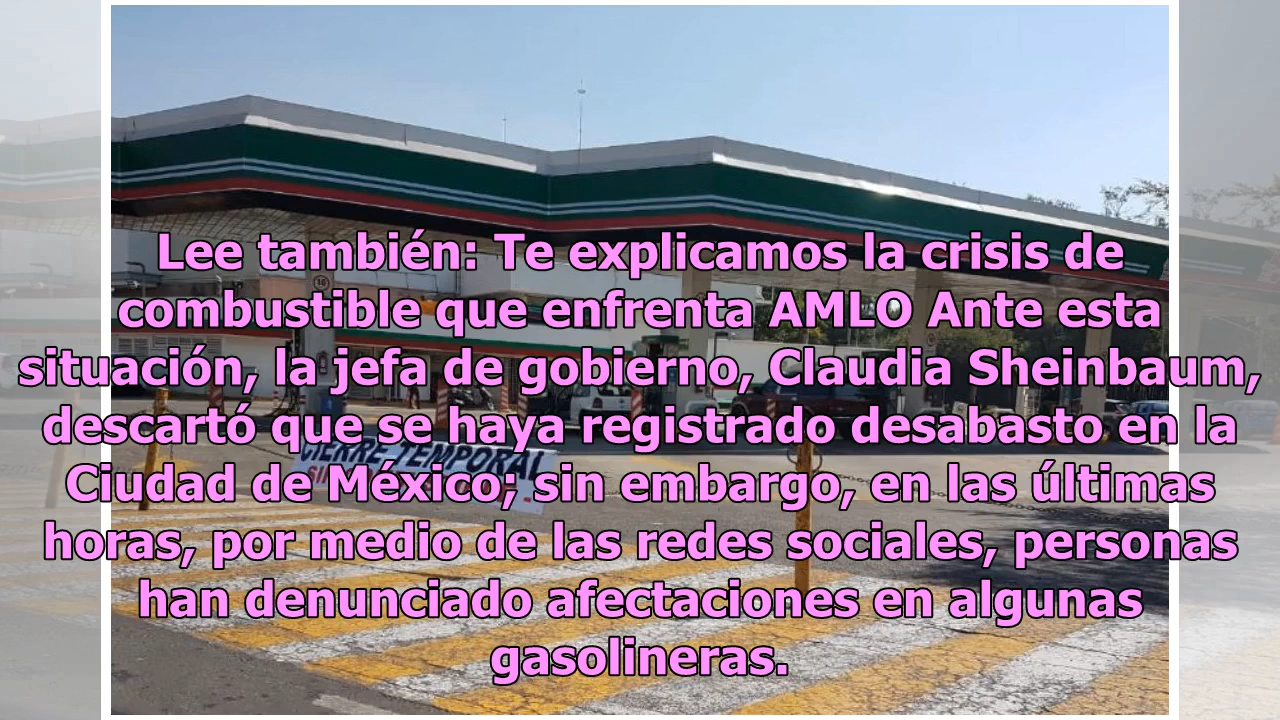 Lee también: Te explicamos la crisis de
combustible que enfrenta AMLO Ante esta
situación, la jefa de gobierno, Claudia Sheinbaum,
descartó que se haya registrado desabasto en la
CIERRE TEMPORAL
Ciudad de México; sin embargo, en las últimas
horas, por medio de las redes sociales, personas
han denunciado afectaciones en algunas
gasolineras.